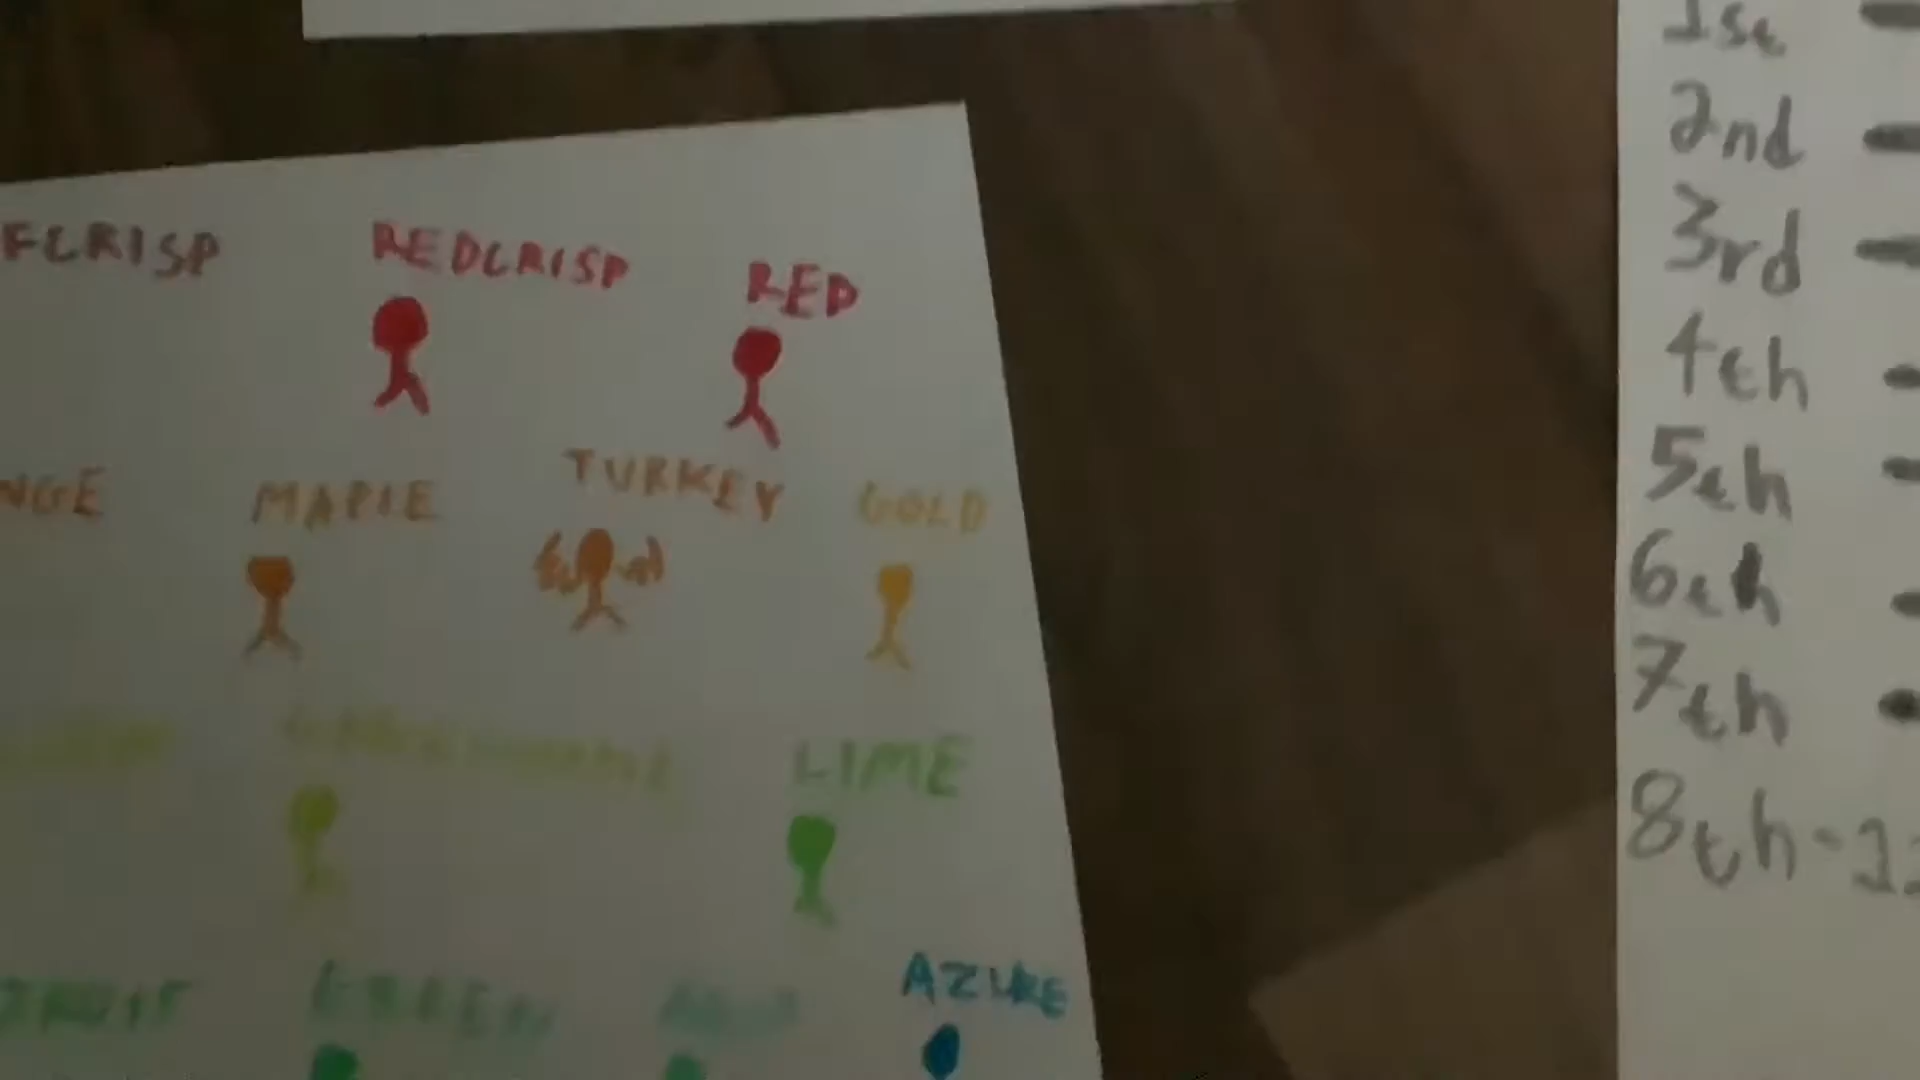 FCRISP REDCRISP RED
NGE MAPLE TURKEY GOLD
LIME
GREEN AZURE
1st -
2nd -
3rd -
4th -
5th -
6th -
7th -
8th -